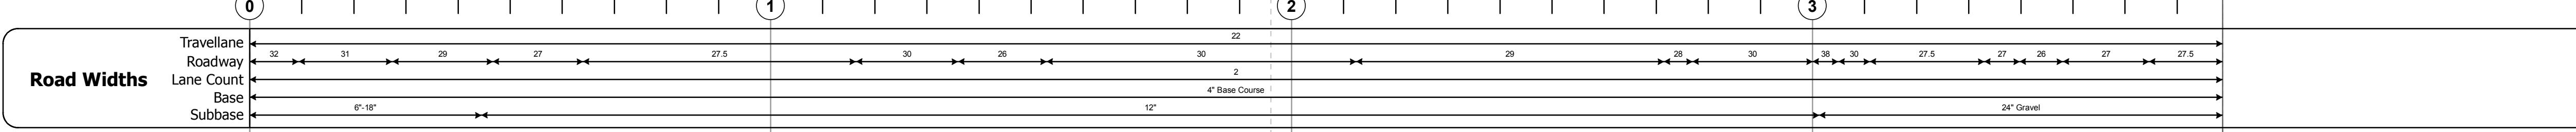 0 1 2 3
Travellane 22
Roadway 32 31 29 27 27.5 30 26 30 29 28 30 38 30 27.5 27 26 27 27.5
Road Widths
Lane Count 2
Base 4" Base Course
Subbase 6"-18" 12" 24" Gravel